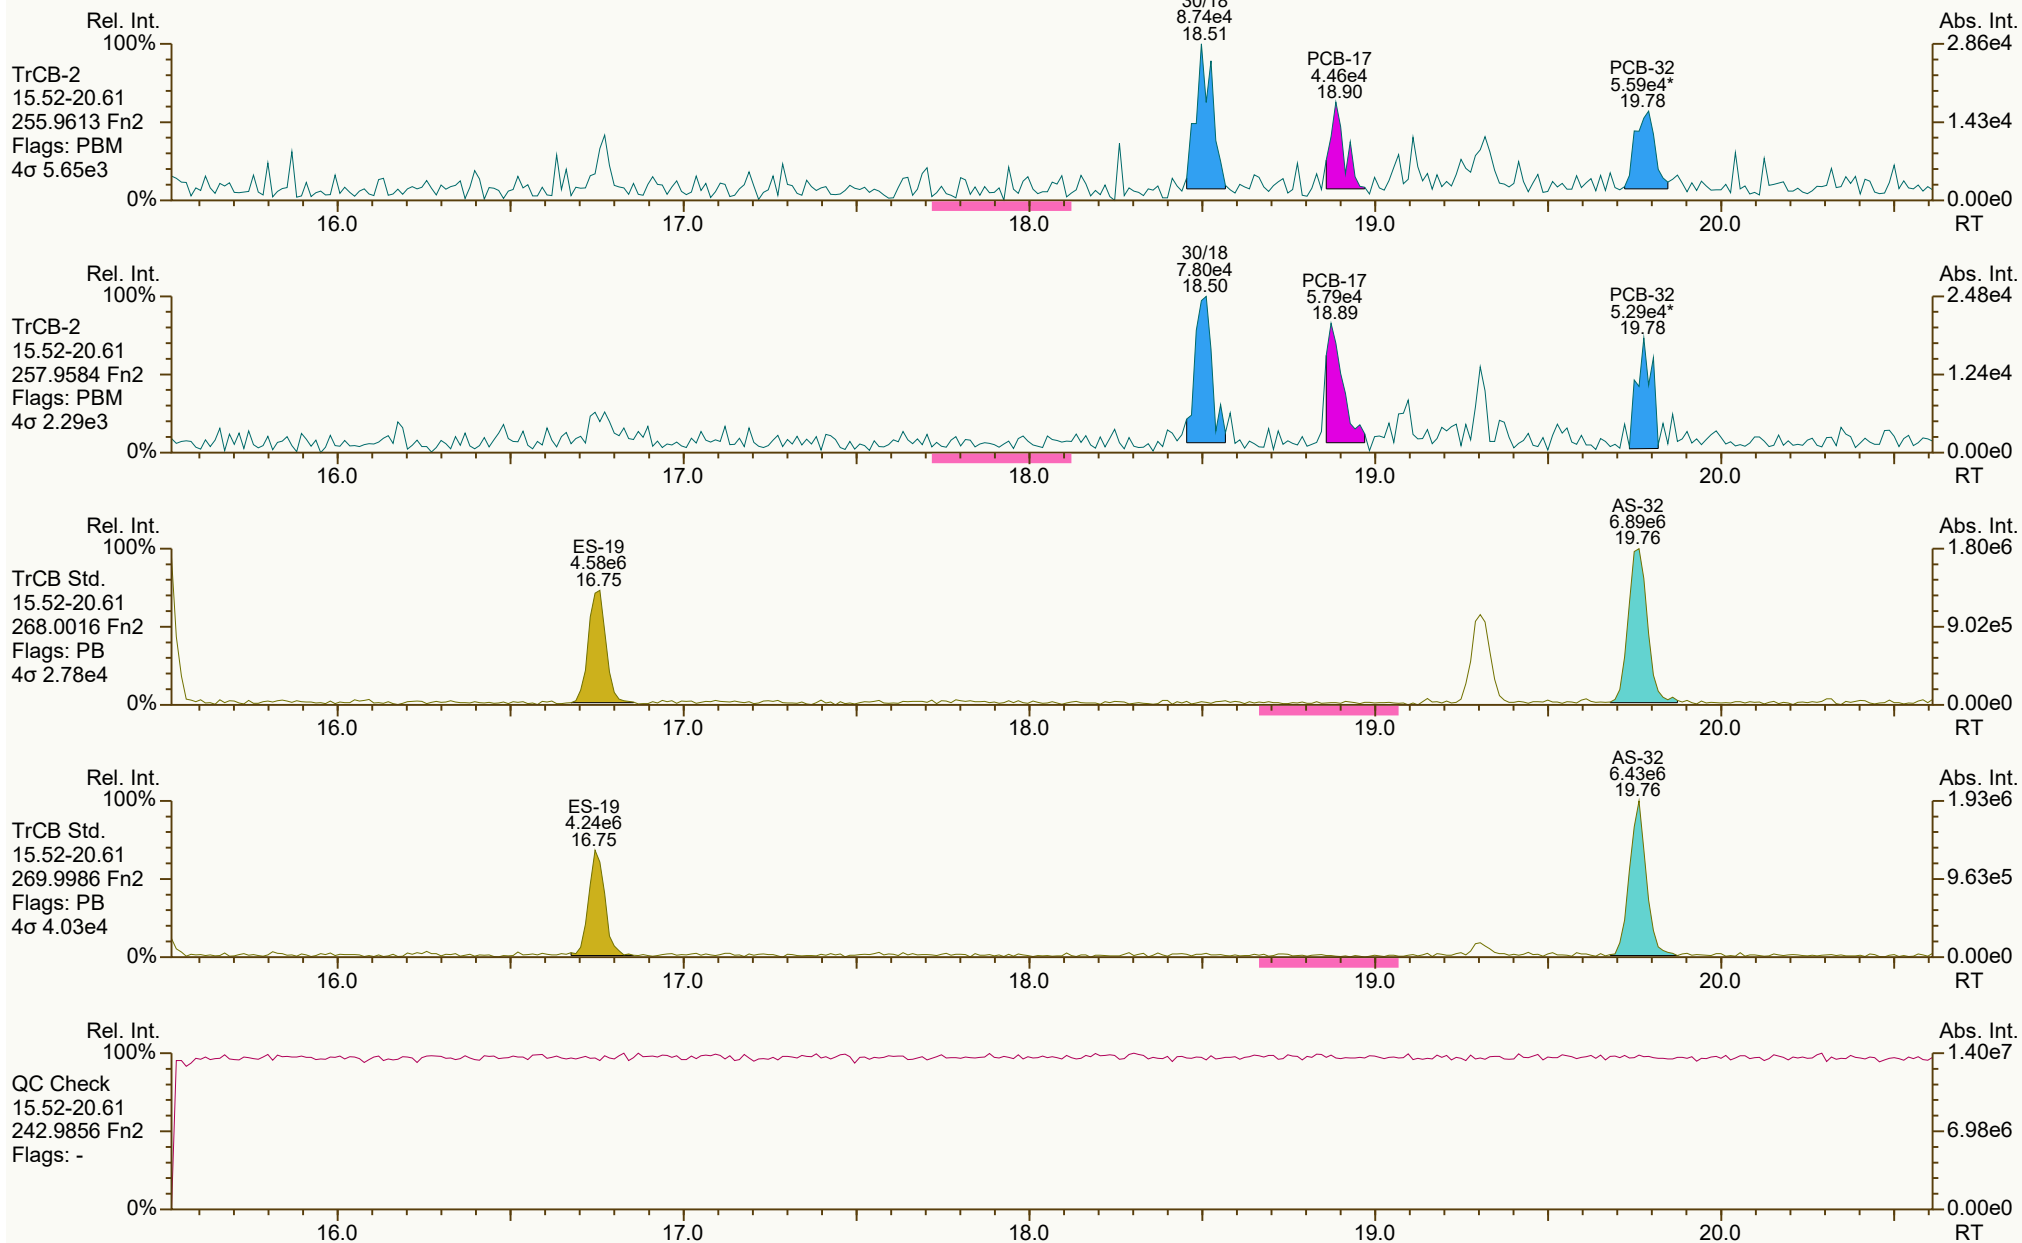 30/18
8.74e4
18.51
Rel. Int.
Abs. Int.
100%
2.86e4
PCB-17
4.46e4
18.90
PCB-32
5.59e4*
19.78
TrCB-2
15.52-20.61
255.9613 Fn2
Flags: PBM
4σ 5.65e3
1.43e4
0%
0.00e0
16.0 17.0 18.0 19.0 20.0 RT
30/18
7.80e4
18.50
Rel. Int.
Abs. Int.
100%
2.48e4
PCB-17
5.79e4
18.89
PCB-32
5.29e4*
19.78
TrCB-2
15.52-20.61
257.9584 Fn2
Flags: PBM
4σ 2.29e3
1.24e4
0%
0.00e0
16.0 17.0 18.0 19.0 20.0 RT
Rel. Int.
Abs. Int.
100%
1.80e6
ES-19
4.58e6
16.75
AS-32
6.89e6
19.76
TrCB Std.
15.52-20.61
268.0016 Fn2
Flags: PB
4σ 2.78e4
9.02e5
0%
0.00e0
16.0 17.0 18.0 19.0 20.0 RT
Rel. Int.
Abs. Int.
100%
1.93e6
ES-19
4.24e6
16.75
AS-32
6.43e6
19.76
TrCB Std.
15.52-20.61
269.9986 Fn2
Flags: PB
4σ 4.03e4
9.63e5
0%
0.00e0
16.0 17.0 18.0 19.0 20.0 RT
Rel. Int.
Abs. Int.
100%
1.40e7
QC Check
15.52-20.61
242.9856 Fn2
Flags: -
6.98e6
0%
0.00e0
16.0 17.0 18.0 19.0 20.0 RT